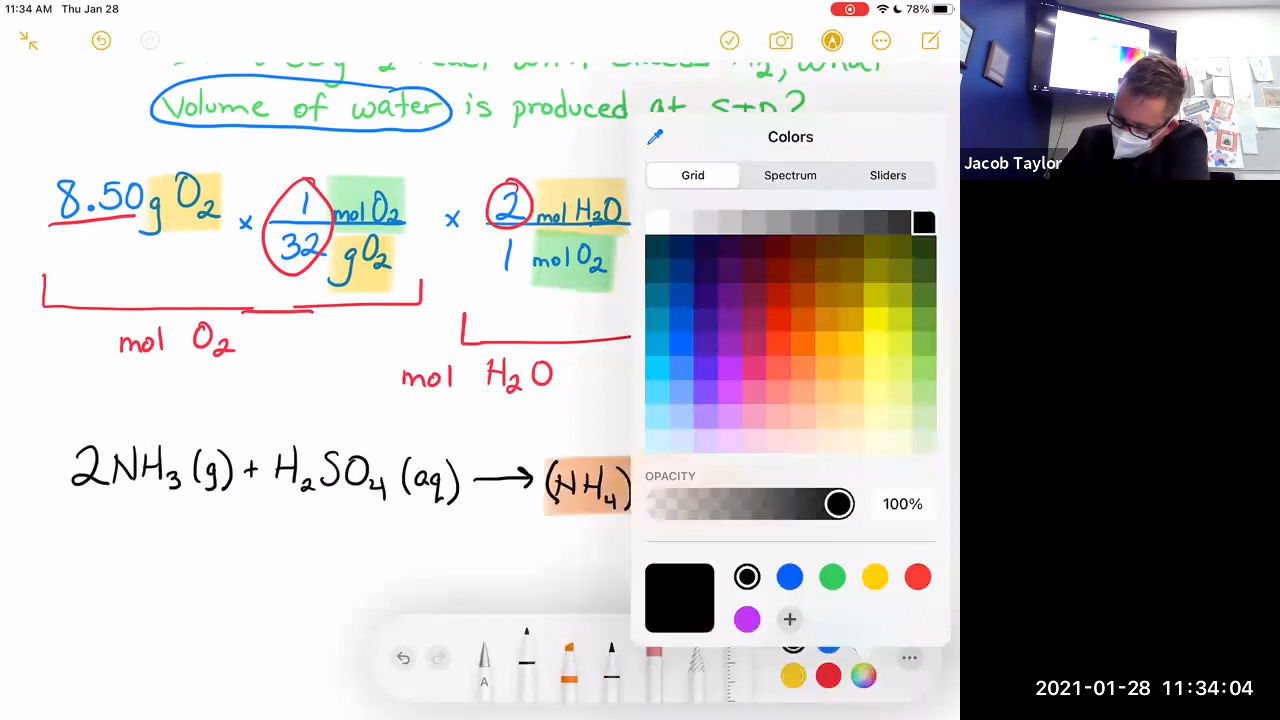 11:34 AM Thu Jan 28
78%
Volume of water is produced at stp?
8.50g O₂ × 1 mol O₂ / 32 g O₂ × 2 mol H₂O / 1 mol O₂
mol O₂
mol H₂O
2NH₃(g) + H₂SO₄(aq) → (NH₄)
Colors
Grid Spectrum Sliders
OPACITY
100%
A
Jacob Taylor
2021-01-28 11:34:04